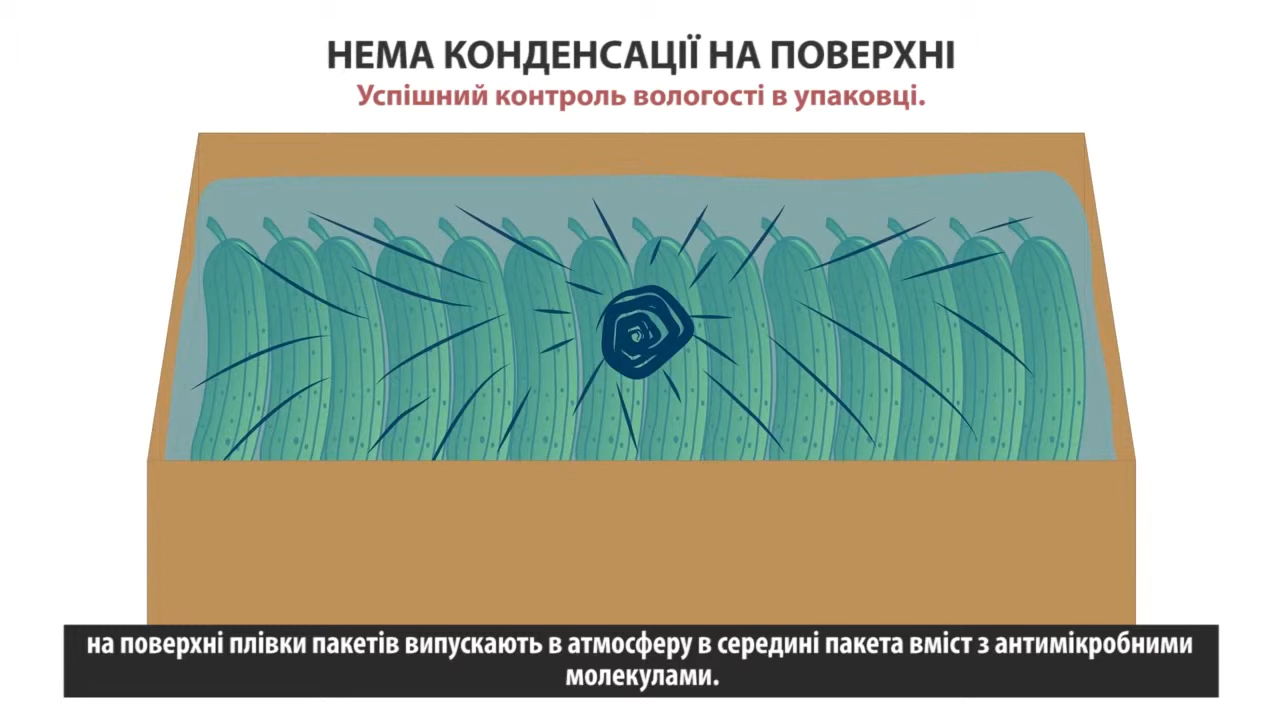 НЕМА КОНДЕНСАЦІЇ НА ПОВЕРХНІ
Успішний контроль вологості в упаковці.
на поверхні плівки пакетів випускають в атмосферу в середині пакета вміст з антимікробними
молекулами.